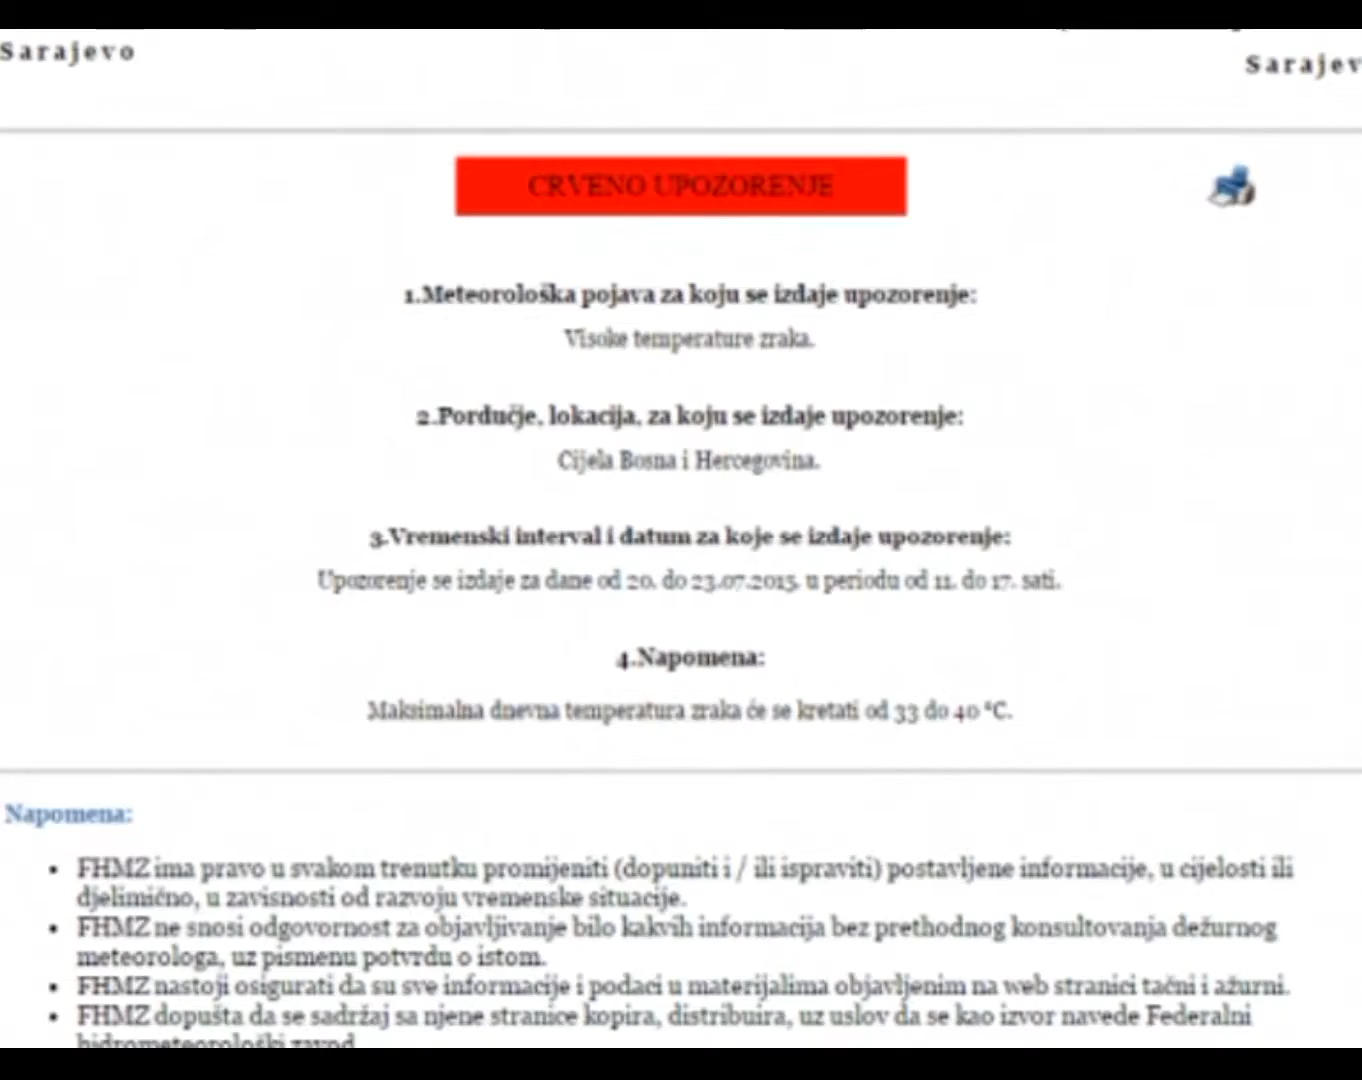 Sarajevo
Sarajev
CRVENO UPOZORENJE
1.Meteorološka pojava za koju se izdaje upozorenje:
Visoke temperature zraka.
2.Pordučje, lokacija, za koju se izdaje upozorenje:
Cijela Bosna i Hercegovina.
3.Vremenski interval i datum za koje se izdaje upozorenje:
Upozorenje se izdaje za dane od 20. do 23.07.2015. u periodu od 11. do 17. sati.
4.Napomena:
Maksimalna dnevna temperatura zraka će se kretati od 33 do 40 °C.
Napomena:
• FHMZ ima pravo u svakom trenutku promijeniti (dopuniti i / ili ispraviti) postavljene informacije, u cijelosti ili
djelimično, u zavisnosti od razvoju vremenske situacije.
• FHMZ ne snosi odgovornost za objavljivanje bilo kakvih informacija bez prethodnog konsultovanja dežurnog
meteorologa, uz pismenu potvrdu o istom.
• FHMZ nastoji osigurati da su sve informacije i podaci u materijalima objavljenim na web stranici tačni i ažurni.
• FHMZ dopušta da se sadržaj sa njene stranice kopira, distribuira, uz uslov da se kao izvor navede Federalni
hidrometeorološki zavod